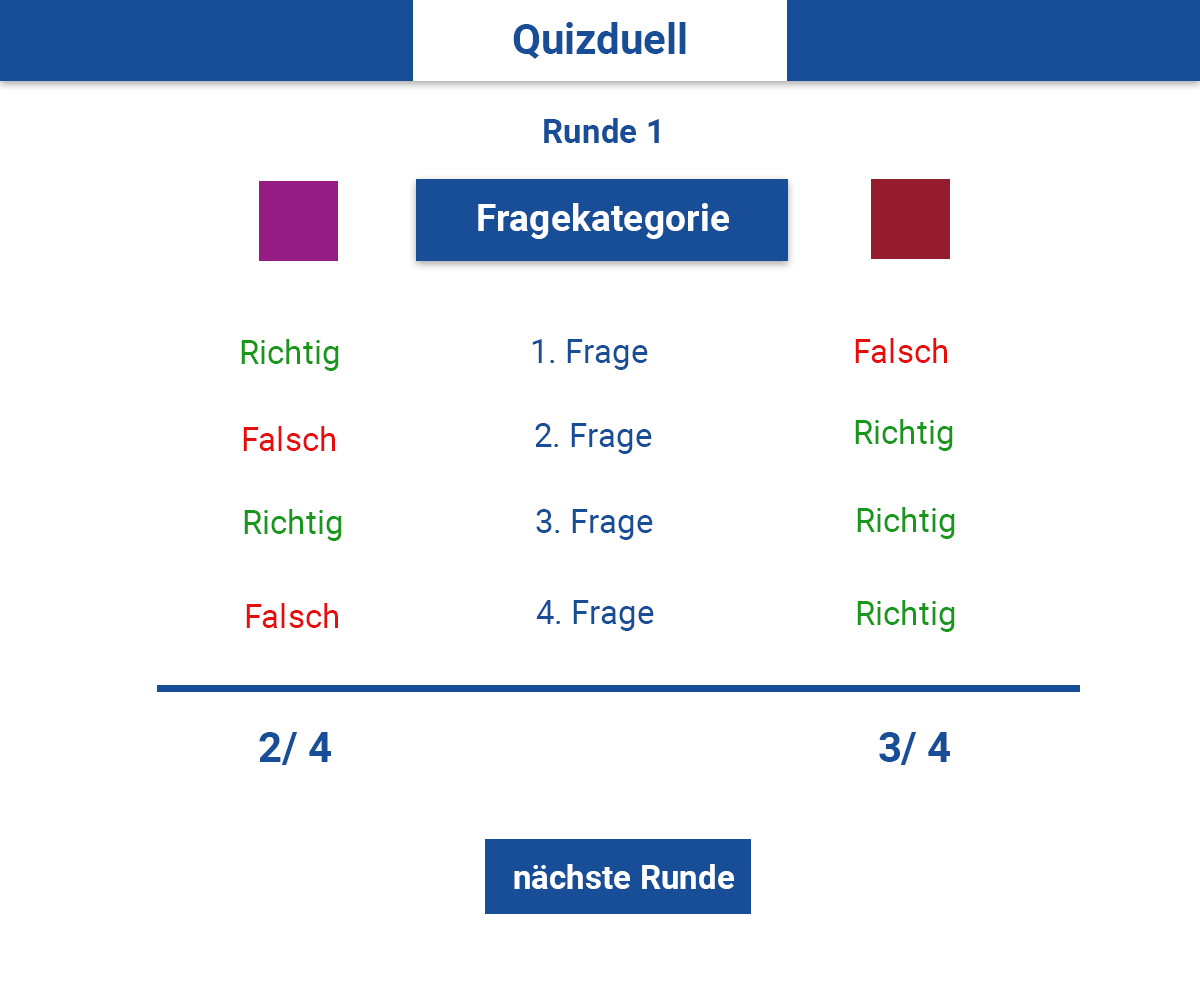 Quizduell
Runde 1
Fragekategorie
Richtig 1. Frage Falsch
Falsch 2. Frage Richtig
Richtig 3. Frage Richtig
Falsch 4. Frage Richtig
2/ 4 3/ 4
nächste Runde